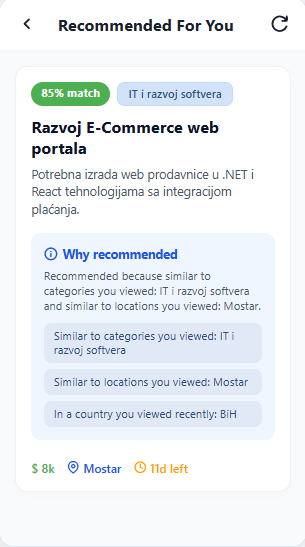 Recommended For You
85% match
IT i razvoj softvera
Razvoj E-Commerce web
portala
Potrebna izrada web prodavnice u .NET i
React tehnologijama sa integracijom
plaćanja.
Why recommended
Recommended because similar to
categories you viewed: IT i razvoj softvera
and similar to locations you viewed: Mostar.
Similar to categories you viewed: IT i
razvoj softvera
Similar to locations you viewed: Mostar
In a country you viewed recently: BiH
$ 8k
Mostar
11d left